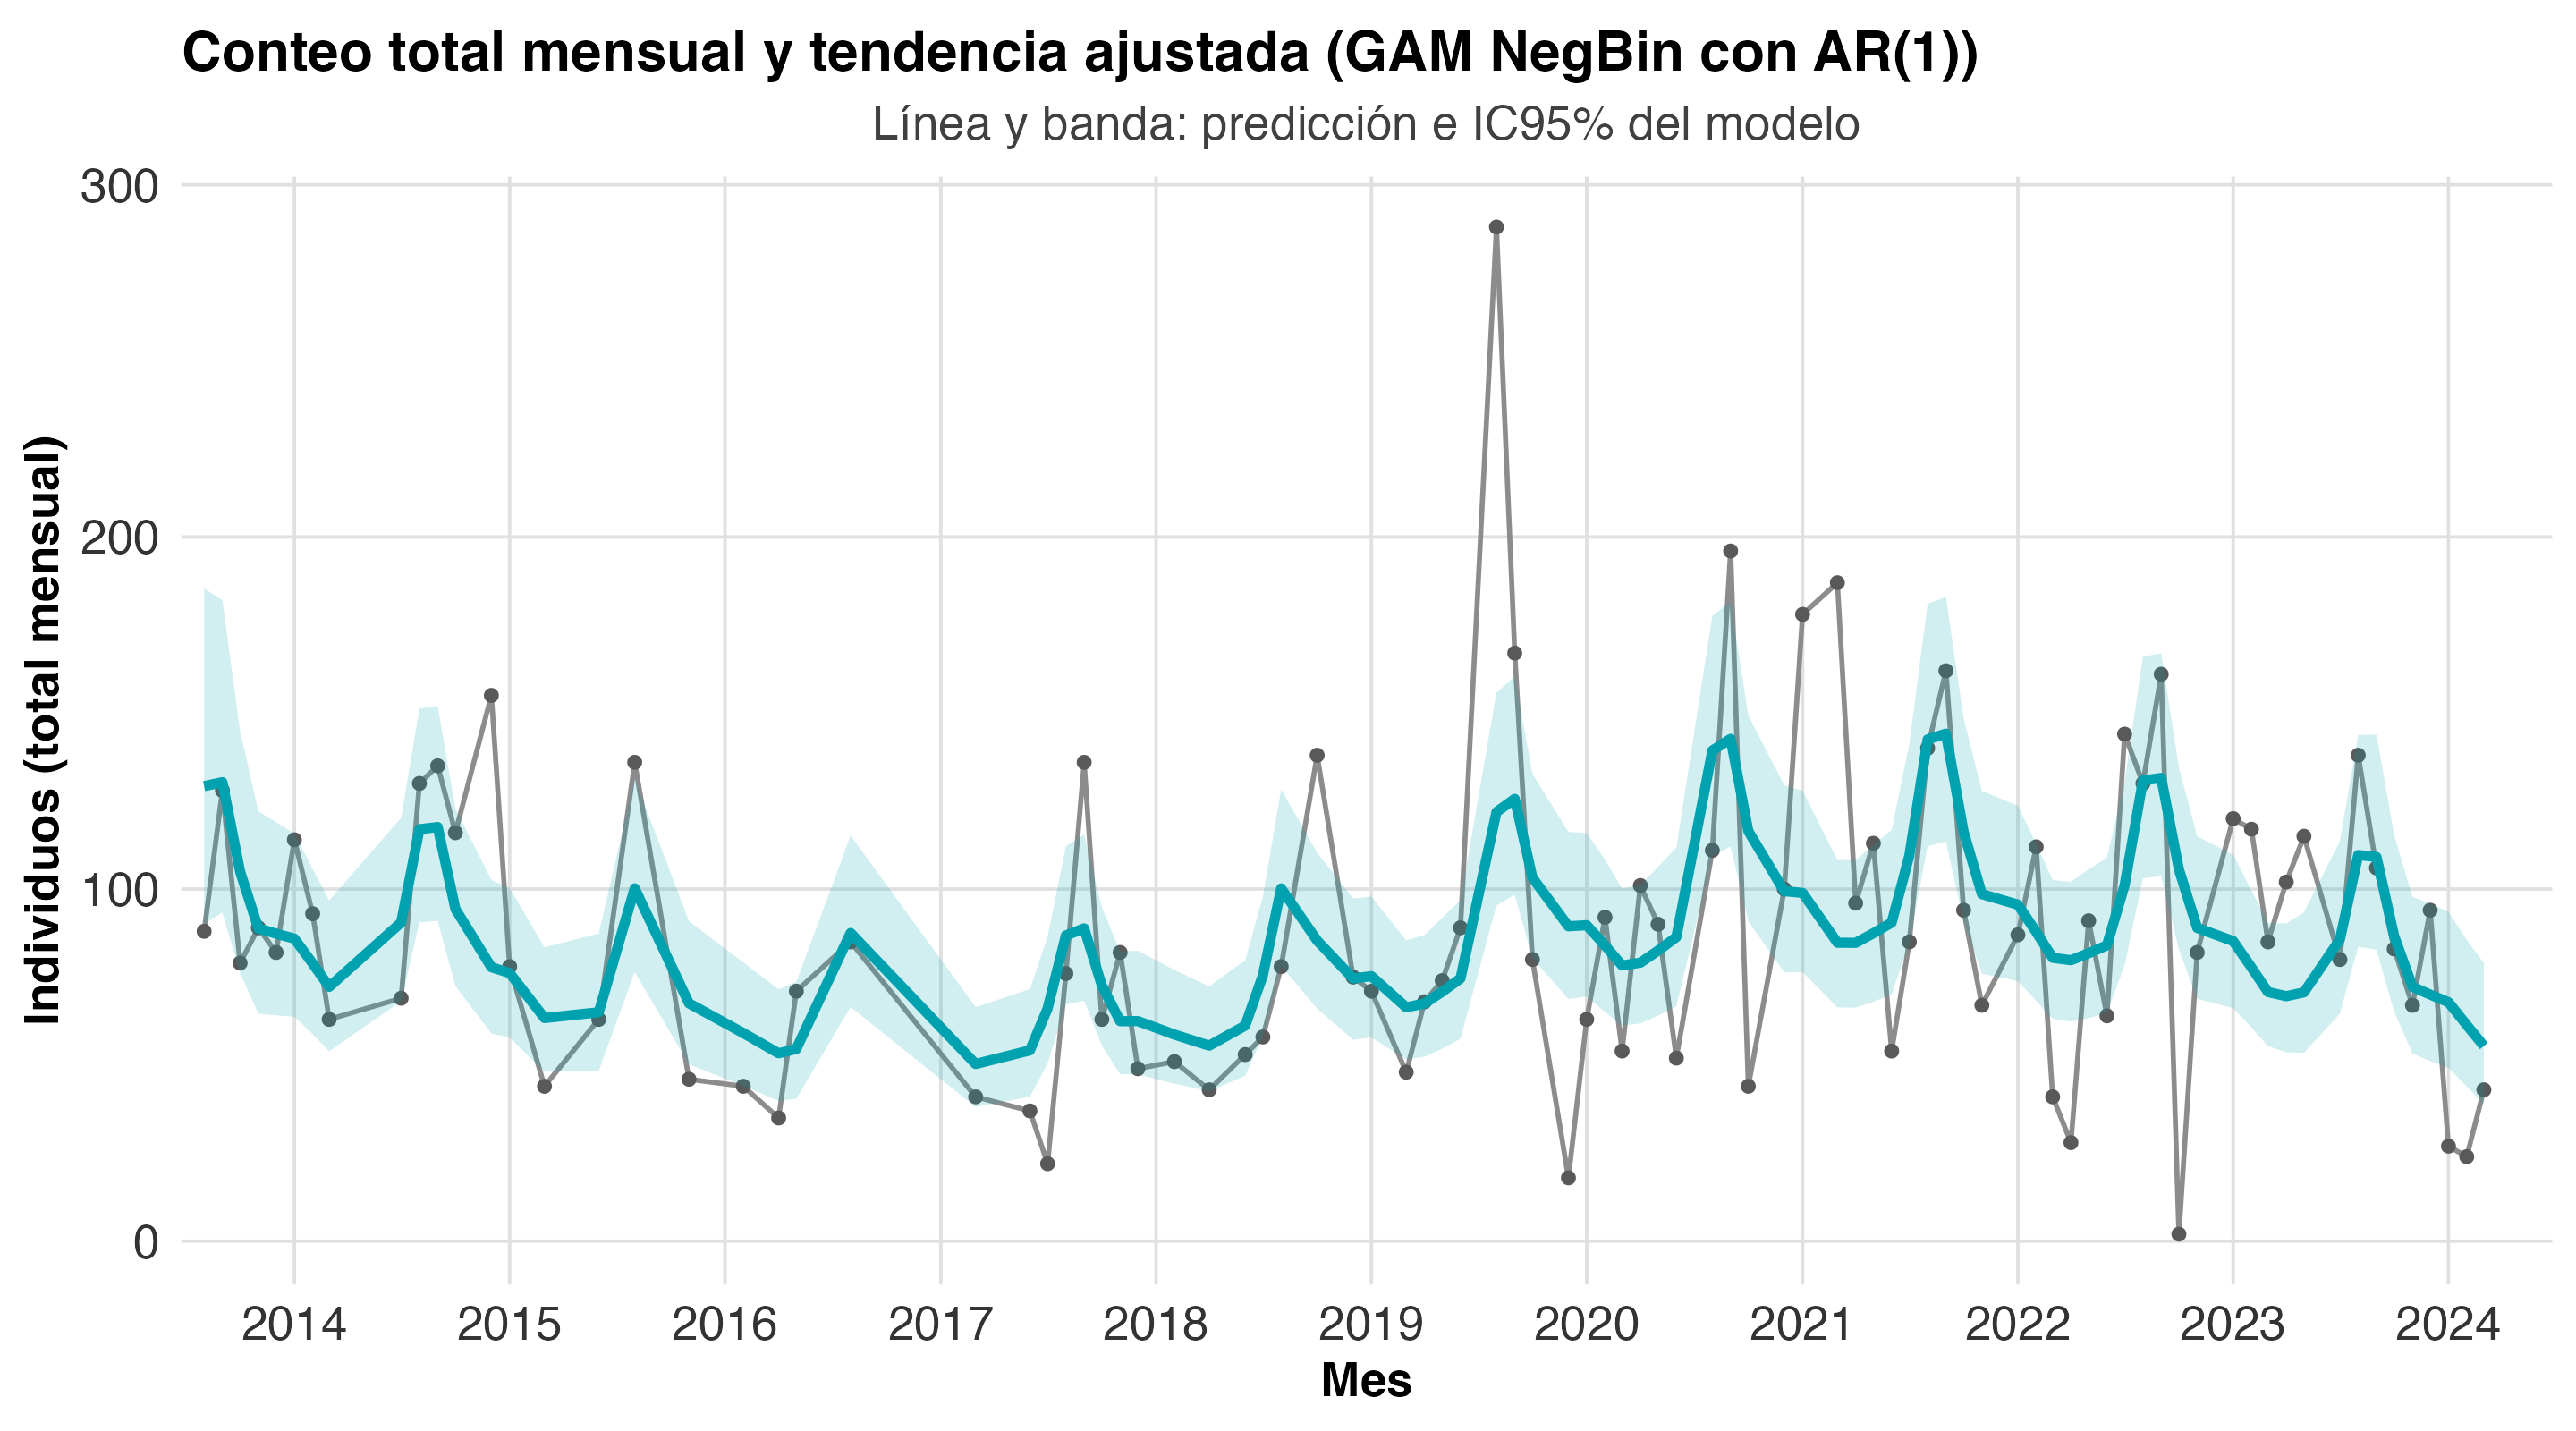 Conteo total mensual y tendencia ajustada (GAM NegBin con AR(1))
Línea y banda: predicción e IC95% del modelo
Individuos (total mensual)
300
200
100
0
2014 2015 2016 2017 2018 2019 2020 2021 2022 2023 2024
Mes